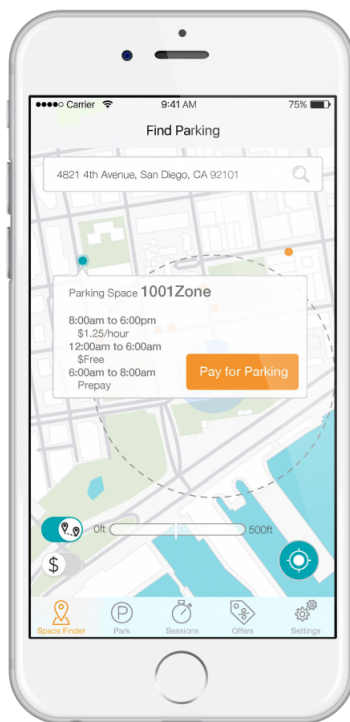 ●●●●○ Carrier 9:41 AM 75%
Find Parking
4821 4th Avenue, San Diego, CA 92101
Parking Space 1001Zone
8:00am to 6:00pm
$1.25/hour
12:00am to 6:00am
$Free
6:00am to 8:00am
Prepay
Pay for Parking
0ft 500ft
$
P
%
Space Finder Park Sessions Offers Settings